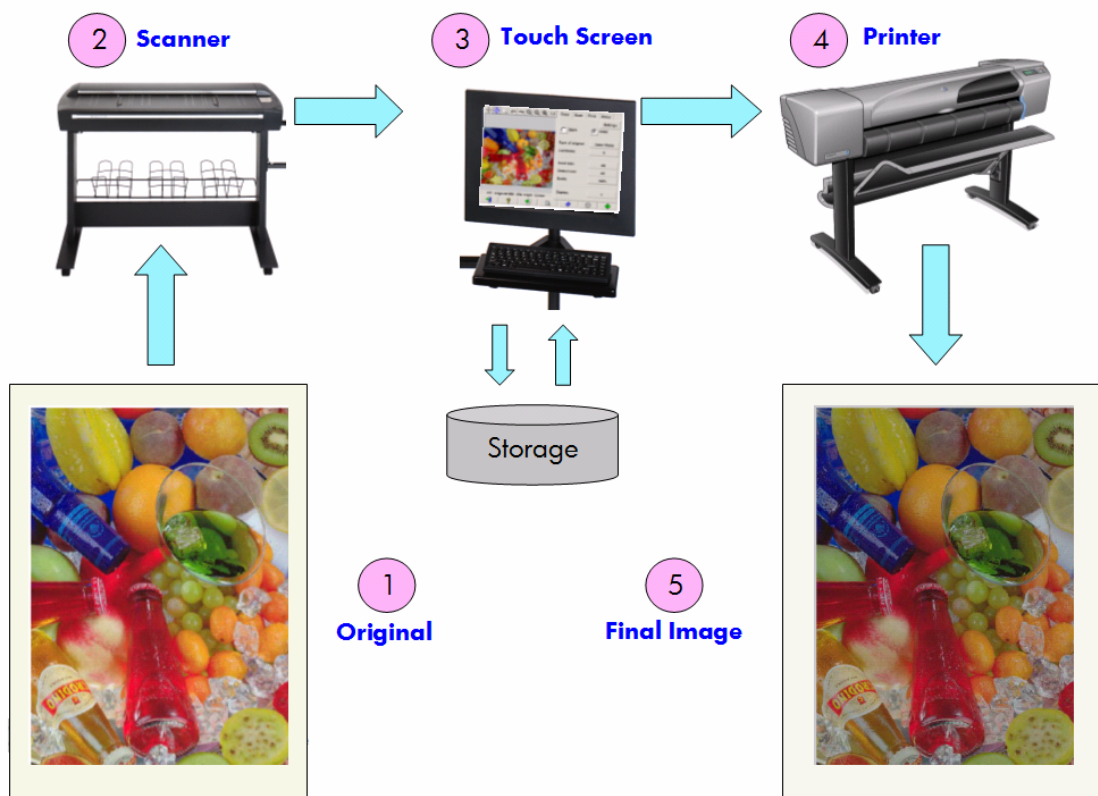 2 Scanner
3 Touch Screen
4 Printer
Storage
1
Original
5
Final Image